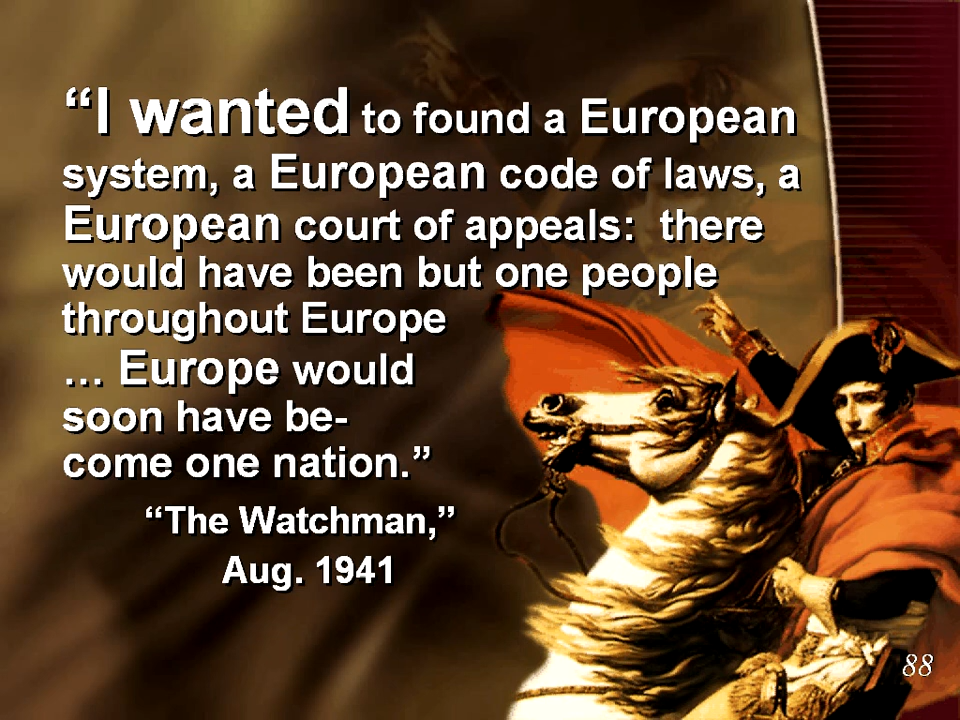 “I wanted to found a European
system, a European code of laws, a
European court of appeals:  there
would have been but one people
throughout Europe
… Europe would
soon have be-
come one nation.”
“The Watchman,”
Aug. 1941
88